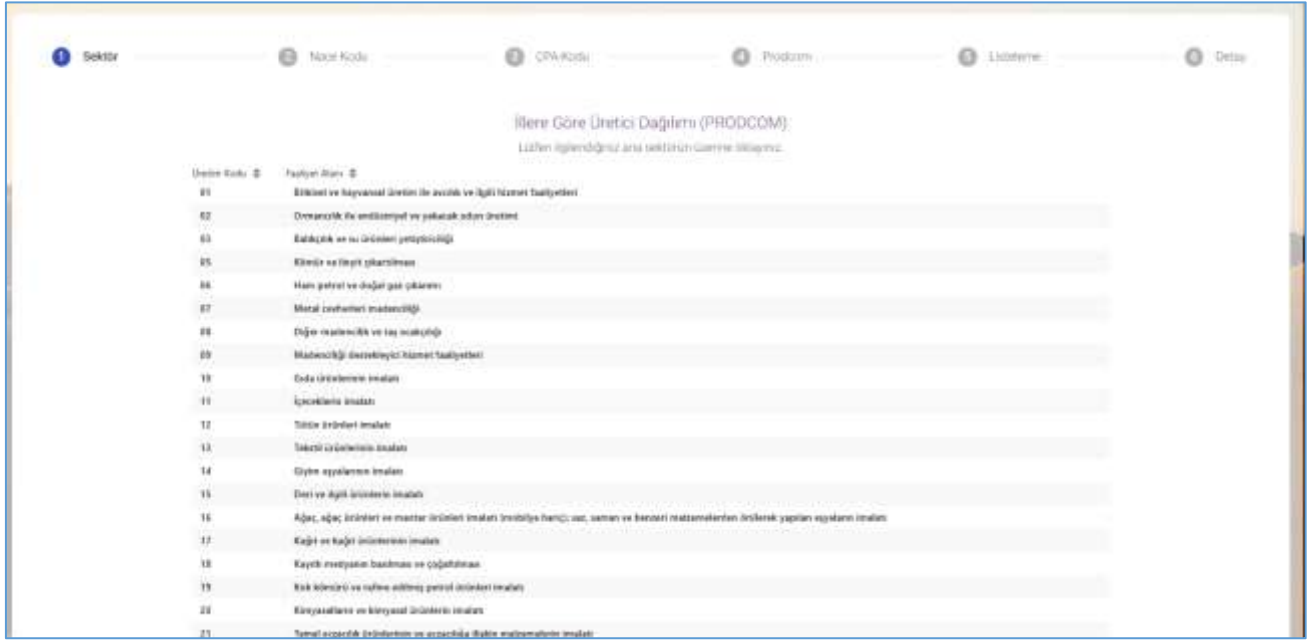 1 Sektör 2 Nace Kodu 3 CPA Kodu 4 Prodcom 5 Listeleme 6 Detay
İllere Göre Üretici Dağılımı (PRODCOM)
Lütfen ilgilendiğiniz ana sektörün üzerine tıklayınız.
Üretim Kodu Faaliyet Alanı
01 Bitkisel ve hayvansal üretim ile avcılık ve ilgili hizmet faaliyetleri
02 Ormancılık ile endüstriyel ve yakacak odun üretimi
03 Balıkçılık ve su ürünleri yetiştiriciliği
05 Kömür ve linyit çıkartılması
06 Ham petrol ve doğal gaz çıkarımı
07 Metal cevherleri madenciliği
08 Diğer madencilik ve taş ocakçılığı
09 Madenciliği destekleyici hizmet faaliyetleri
10 Gıda ürünlerinin imalatı
11 İçeceklerin imalatı
12 Tütün ürünleri imalatı
13 Tekstil ürünlerinin imalatı
14 Giyim eşyalarının imalatı
15 Deri ve ilgili ürünlerin imalatı
16 Ağaç, ağaç ürünleri ve mantar ürünleri imalatı (mobilya hariç); saz, saman ve benzeri malzemelerden örülerek yapılan eşyaların imalatı
17 Kağıt ve kağıt ürünlerinin imalatı
18 Kayıtlı medyanın basılması ve çoğaltılması
19 Kok kömürü ve rafine edilmiş petrol ürünleri imalatı
20 Kimyasalların ve kimyasal ürünlerin imalatı
21 Temel eczacılık ürünlerinin ve eczacılığa ilişkin malzemelerin imalatı